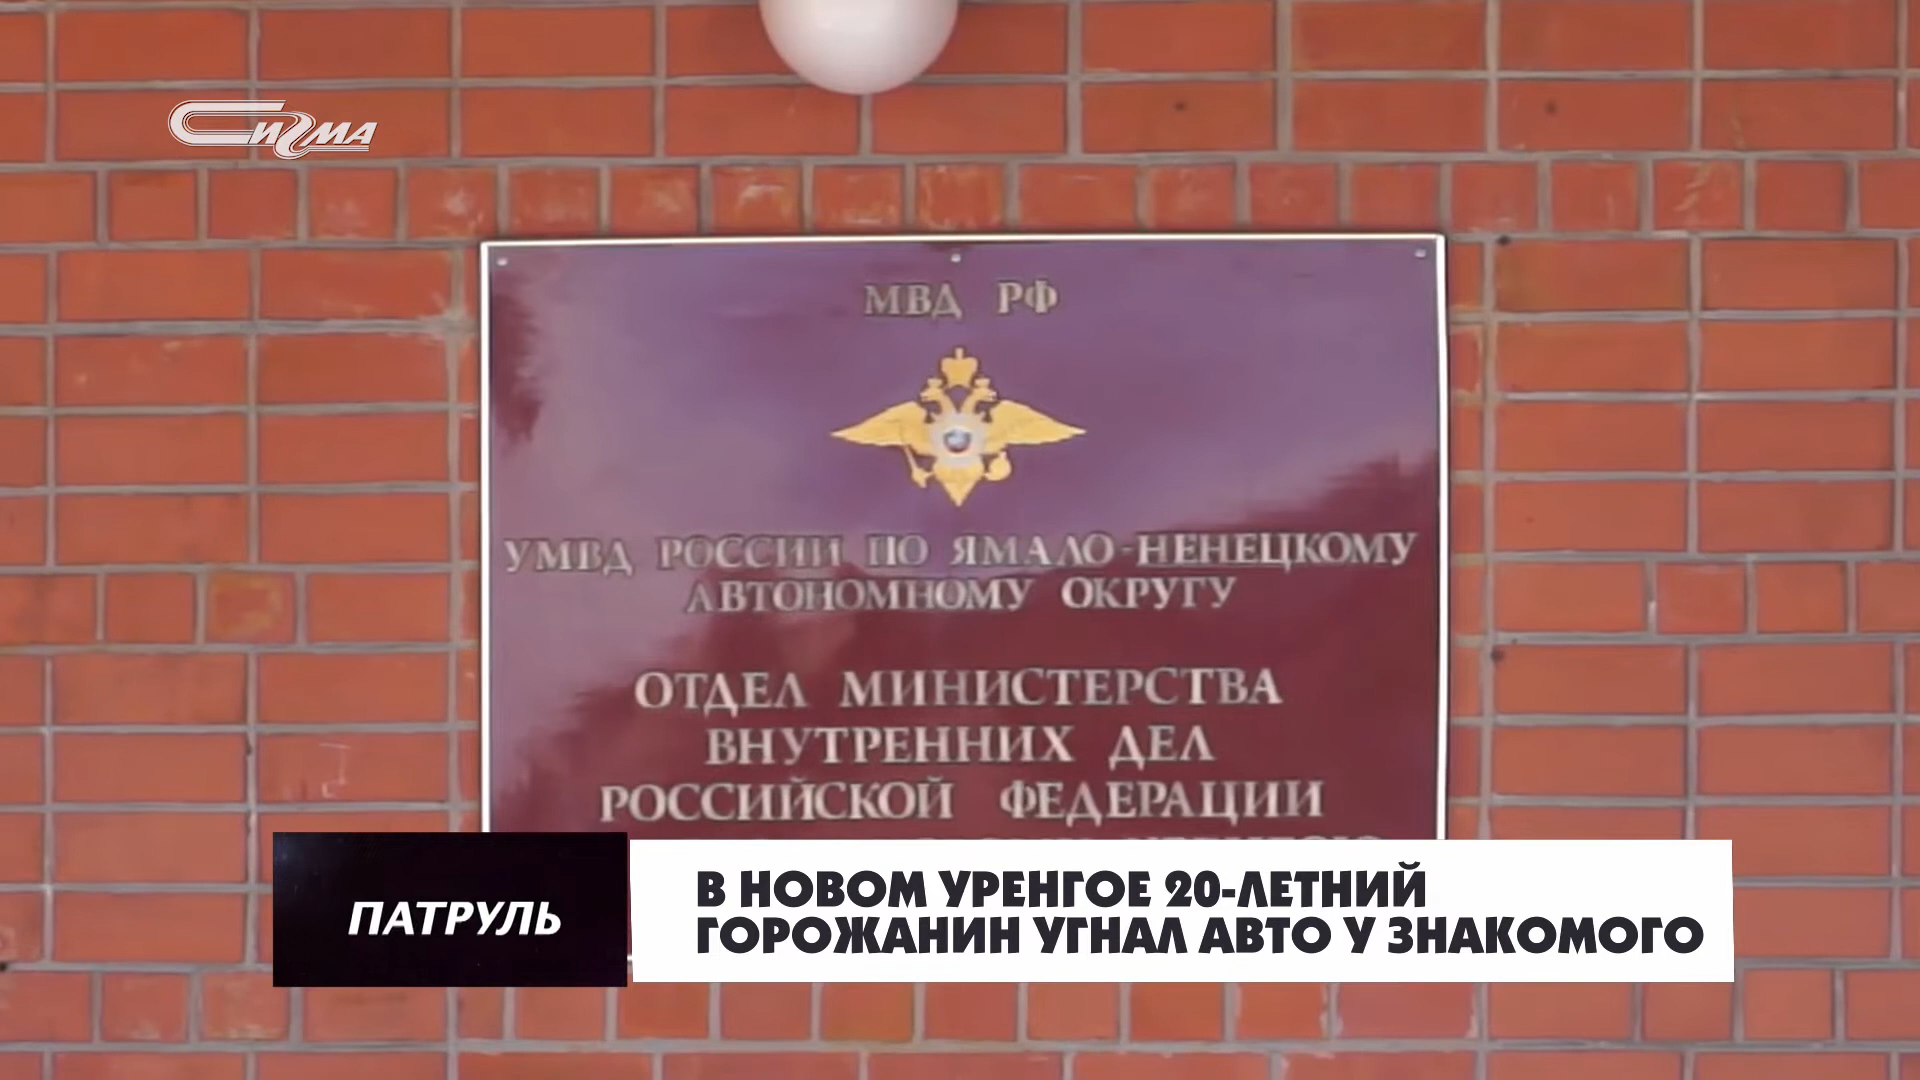 СИГМА
МВД РФ
УМВД РОССИИ ПО ЯМАЛО-НЕНЕЦКОМУ
АВТОНОМНОМУ ОКРУГУ
ОТДЕЛ МИНИСТЕРСТВА
ВНУТРЕННИХ ДЕЛ
РОССИЙСКОЙ ФЕДЕРАЦИИ
ПАТРУЛЬ
В НОВОМ УРЕНГОЕ 20-ЛЕТНИЙ
ГОРОЖАНИН УГНАЛ АВТО У ЗНАКОМОГО